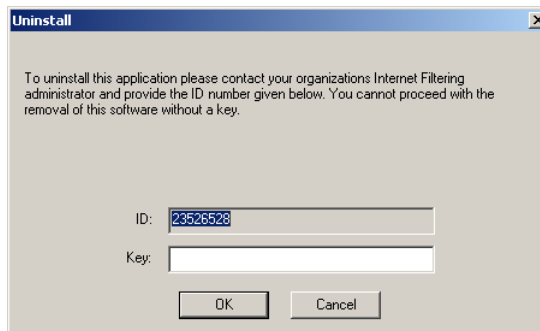 Uninstall
To uninstall this application please contact your organizations Internet Filtering
administrator and provide the ID number given below. You cannot proceed with the
removal of this software without a key.
ID: 23526528
Key:
OK Cancel